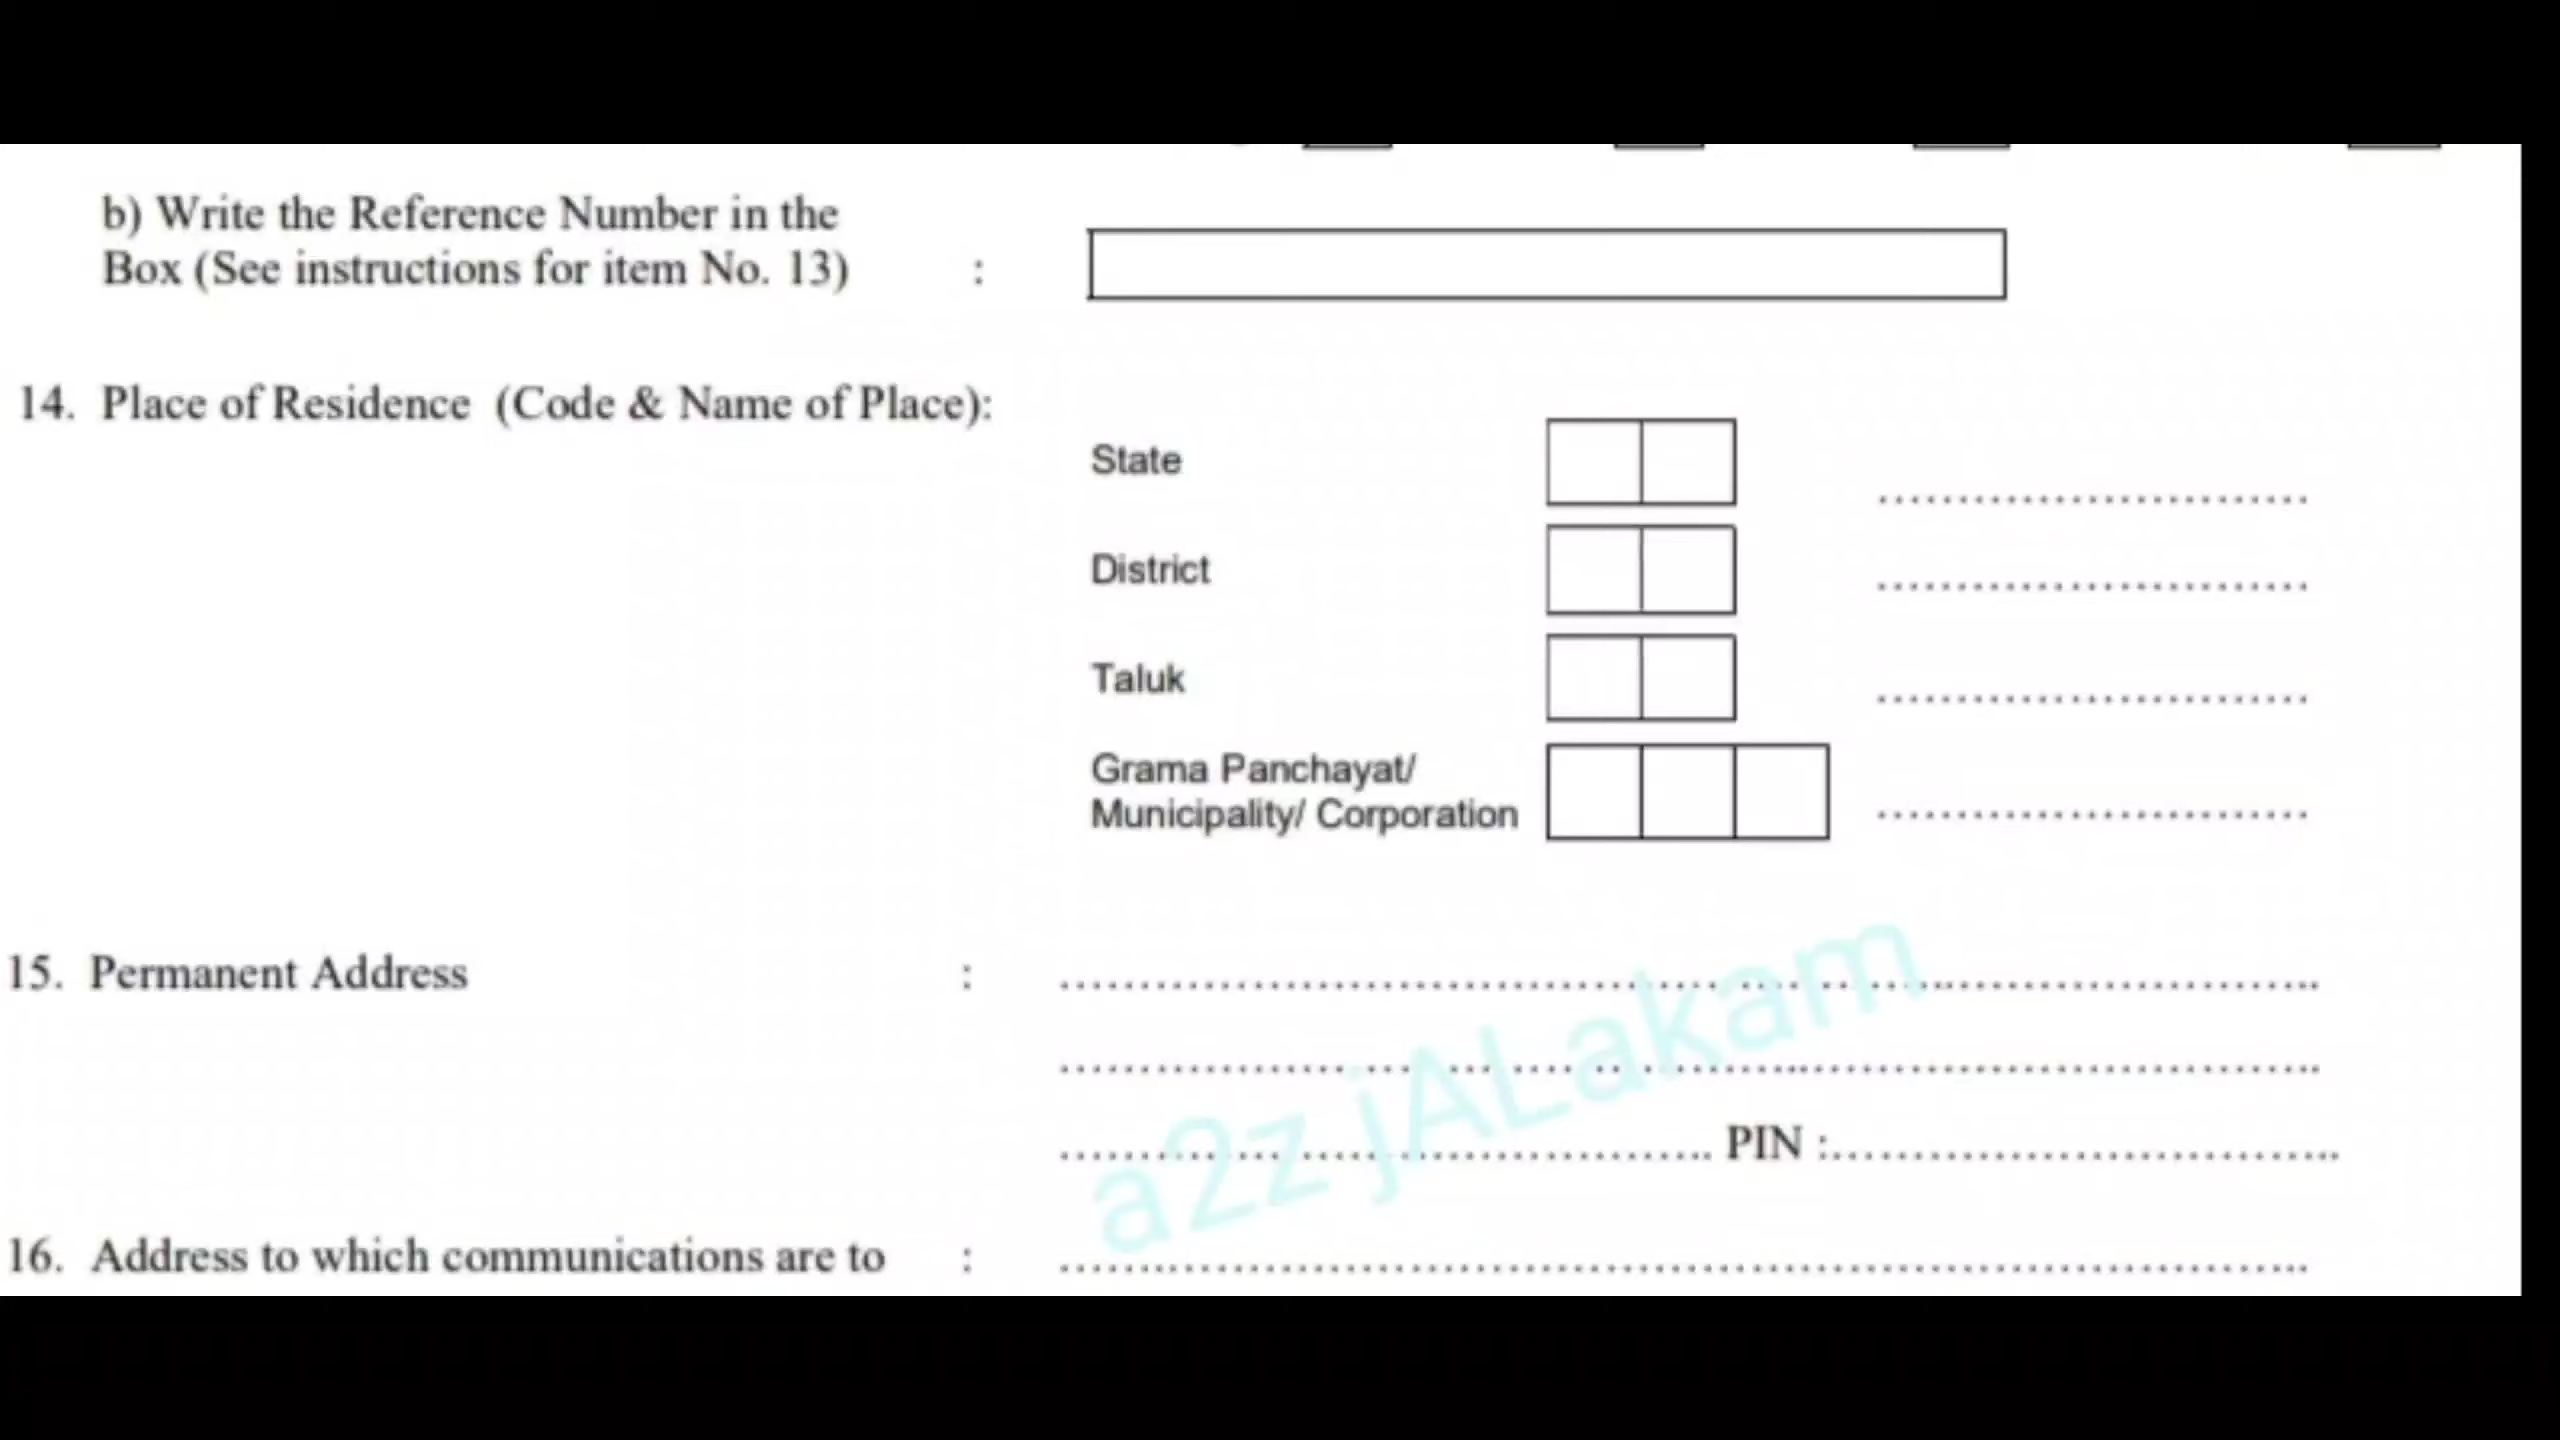 b) Write the Reference Number in the
Box (See instructions for item No. 13) :
14. Place of Residence (Code & Name of Place):
State ...........................
District ...........................
Taluk ...........................
Grama Panchayat/
Municipality/ Corporation ...........................
15. Permanent Address : ................................................................................
................................................................................
......................................... PIN :.................................
a2z jALakam
16. Address to which communications are to : ................................................................................